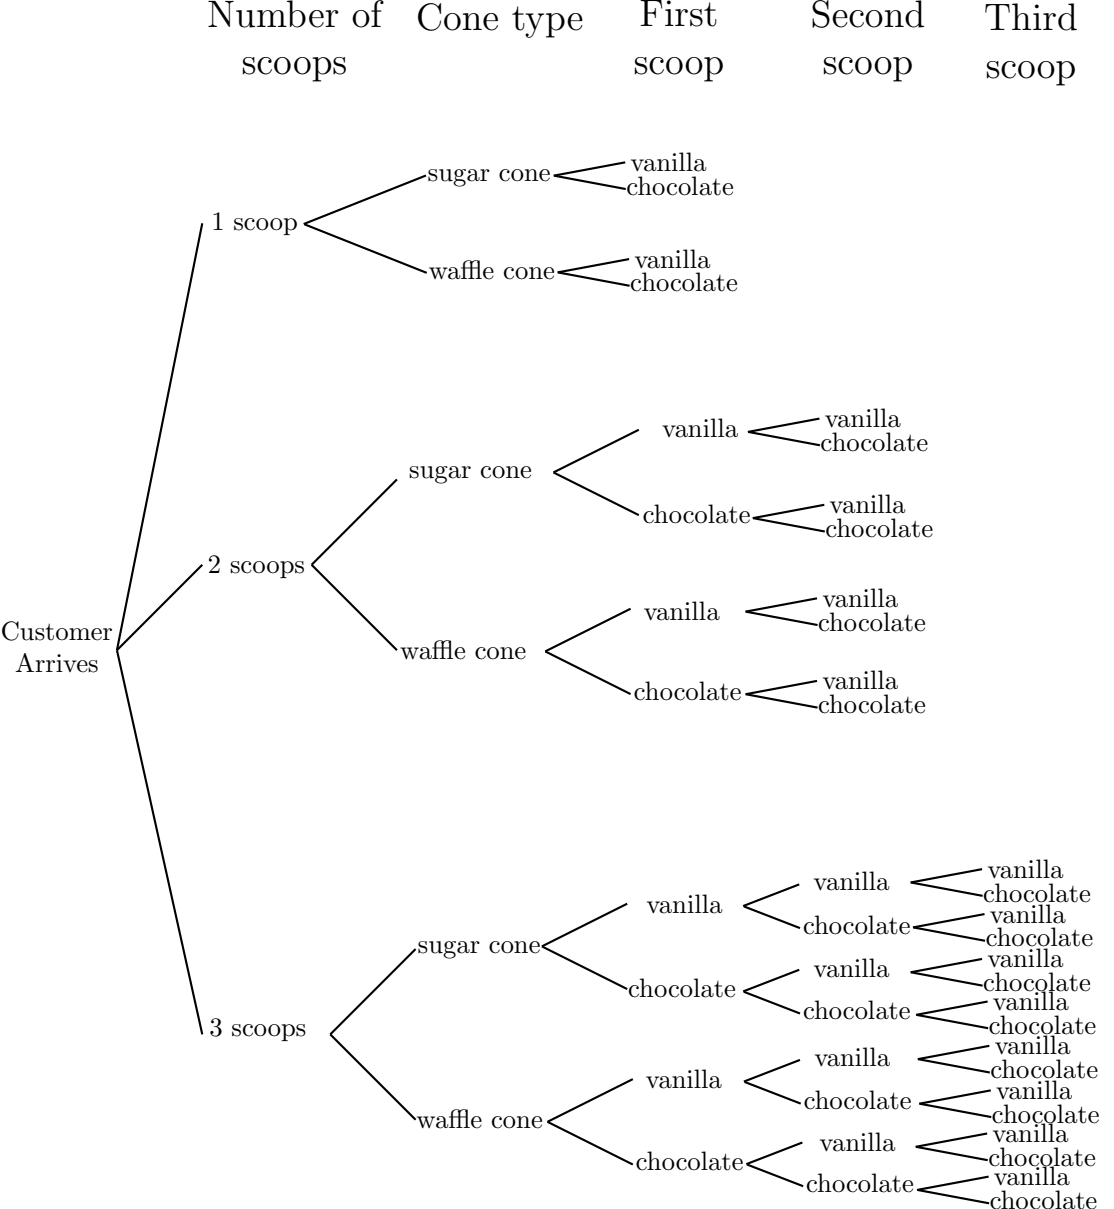 Number of scoops
Cone type
First scoop
Second scoop
Third scoop
sugar cone
vanilla
chocolate
1 scoop
waffle cone
vanilla
chocolate
sugar cone
vanilla
vanilla
chocolate
chocolate
vanilla
chocolate
2 scoops
waffle cone
vanilla
vanilla
chocolate
chocolate
vanilla
chocolate
Customer
Arrives
3 scoops
sugar cone
vanilla
vanilla
vanilla
chocolate
chocolate
vanilla
chocolate
chocolate
vanilla
vanilla
chocolate
chocolate
vanilla
chocolate
waffle cone
vanilla
vanilla
vanilla
chocolate
chocolate
vanilla
chocolate
chocolate
vanilla
vanilla
chocolate
chocolate
vanilla
chocolate